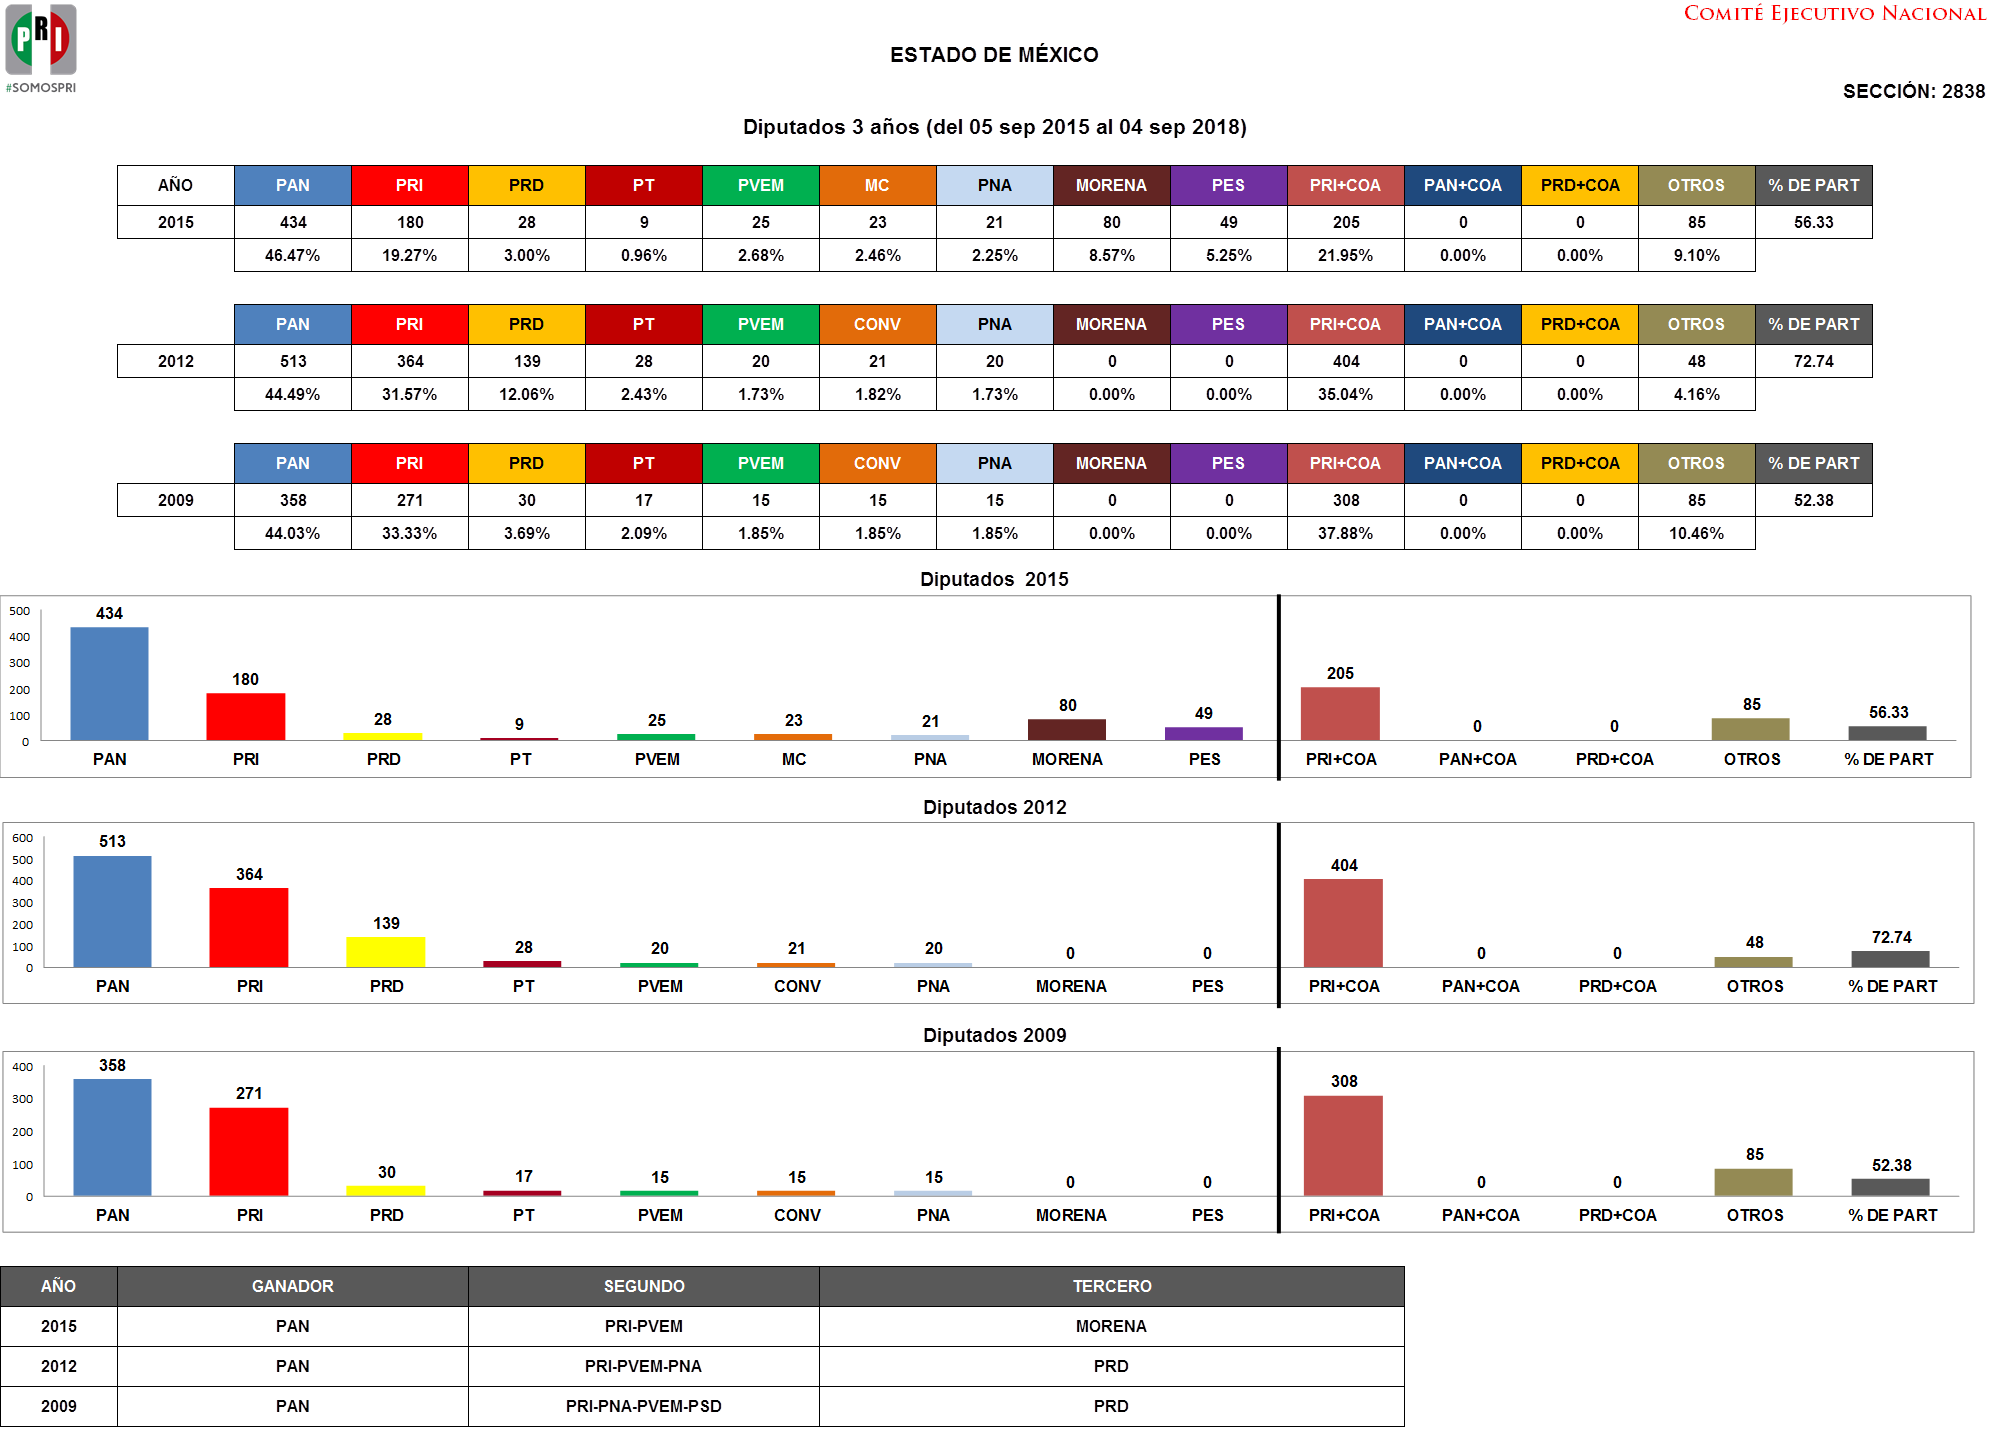 PRI
#SOMOSPRI
COMITÉ EJECUTIVO NACIONAL
ESTADO DE MÉXICO
SECCIÓN: 2838
Diputados 3 años (del 05 sep 2015 al 04 sep 2018)
AÑO PAN PRI PRD PT PVEM MC PNA MORENA PES PRI+COA PAN+COA PRD+COA OTROS % DE PART
2015 434 180 28 9 25 23 21 80 49 205 0 0 85 56.33
46.47% 19.27% 3.00% 0.96% 2.68% 2.46% 2.25% 8.57% 5.25% 21.95% 0.00% 0.00% 9.10%
PAN PRI PRD PT PVEM CONV PNA MORENA PES PRI+COA PAN+COA PRD+COA OTROS % DE PART
2012 513 364 139 28 20 21 20 0 0 404 0 0 48 72.74
44.49% 31.57% 12.06% 2.43% 1.73% 1.82% 1.73% 0.00% 0.00% 35.04% 0.00% 0.00% 4.16%
PAN PRI PRD PT PVEM CONV PNA MORENA PES PRI+COA PAN+COA PRD+COA OTROS % DE PART
2009 358 271 30 17 15 15 15 0 0 308 0 0 85 52.38
44.03% 33.33% 3.69% 2.09% 1.85% 1.85% 1.85% 0.00% 0.00% 37.88% 0.00% 0.00% 10.46%
Diputados 2015
500
400
300
200
100
0
434 180 28 9 25 23 21 80 49 205 0 0 85 56.33
PAN PRI PRD PT PVEM MC PNA MORENA PES PRI+COA PAN+COA PRD+COA OTROS % DE PART
Diputados 2012
600
500
400
300
200
100
0
513 364 139 28 20 21 20 0 0 404 0 0 48 72.74
PAN PRI PRD PT PVEM CONV PNA MORENA PES PRI+COA PAN+COA PRD+COA OTROS % DE PART
Diputados 2009
400
300
200
100
0
358 271 30 17 15 15 15 0 0 308 0 0 85 52.38
PAN PRI PRD PT PVEM CONV PNA MORENA PES PRI+COA PAN+COA PRD+COA OTROS % DE PART
AÑO GANADOR SEGUNDO TERCERO
2015 PAN PRI-PVEM MORENA
2012 PAN PRI-PVEM-PNA PRD
2009 PAN PRI-PNA-PVEM-PSD PRD